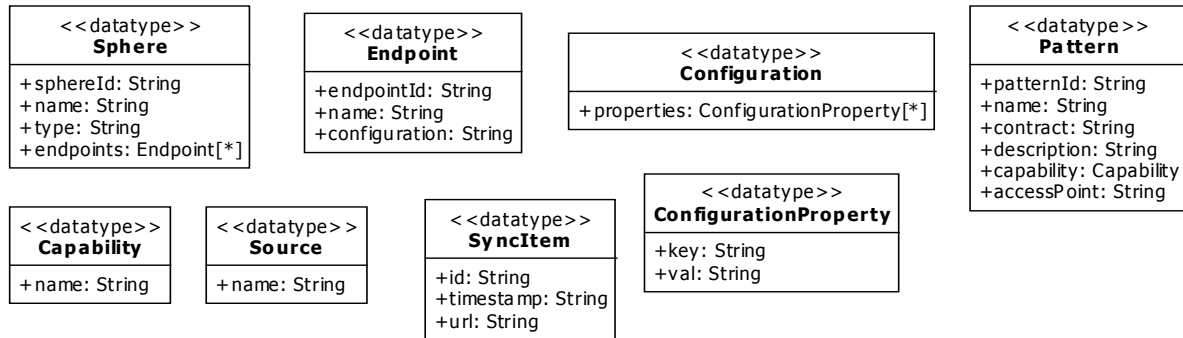 <<datatype>>
Sphere
+sphereId: String
+name: String
+type: String
+endpoints: Endpoint[*]
<<datatype>>
Endpoint
+endpointId: String
+name: String
+configuration: String
<<datatype>>
Configuration
+properties: ConfigurationProperty[*]
<<datatype>>
Pattern
+patternId: String
+name: String
+contract: String
+description: String
+capability: Capability
+accessPoint: String
<<datatype>>
Capability
+name: String
<<datatype>>
Source
+name: String
<<datatype>>
SyncItem
+id: String
+timestamp: String
+url: String
<<datatype>>
ConfigurationProperty
+key: String
+val: String